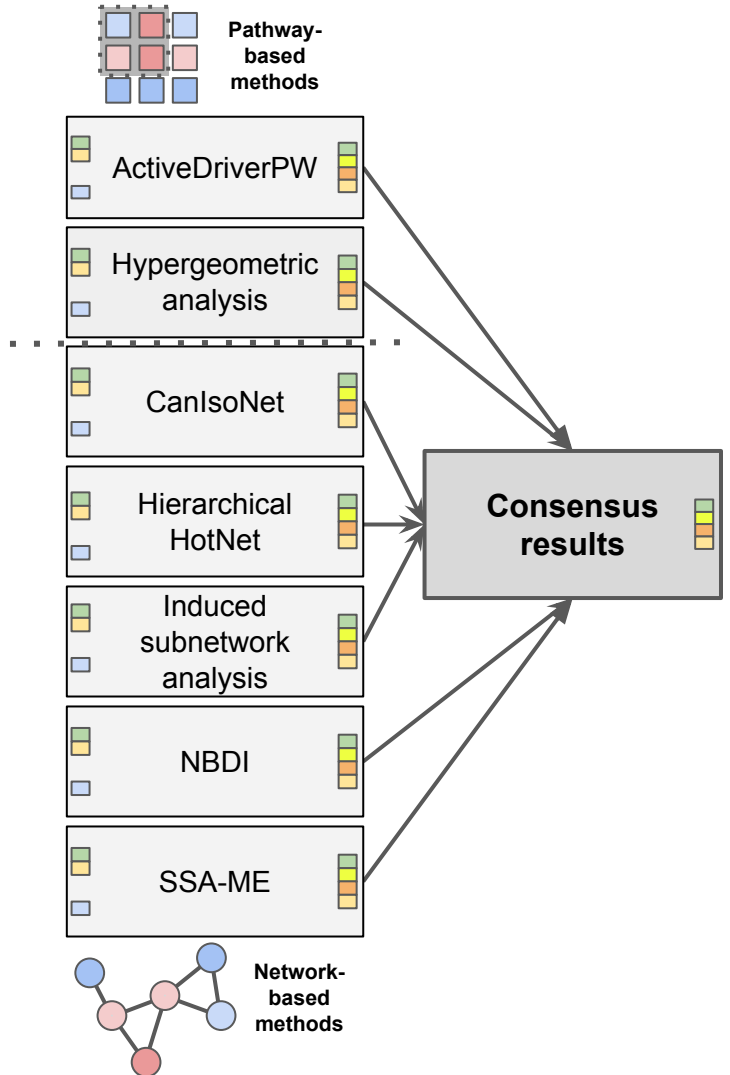 Pathway-
based
methods
ActiveDriverPW
Hypergeometric
analysis
CanIsoNet
Hierarchical
HotNet
Induced
subnetwork
analysis
NBDI
SSA-ME
Consensus
results
Network-
based
methods